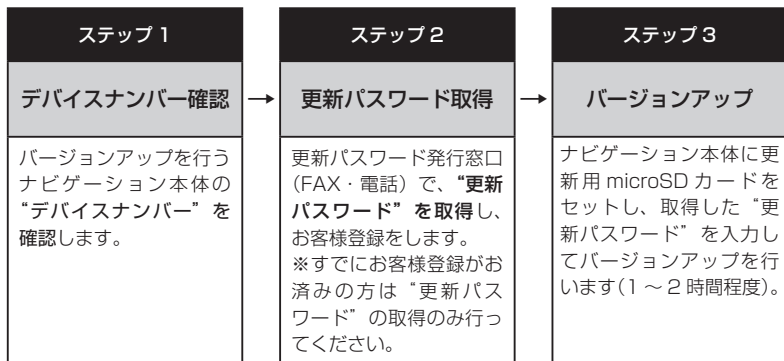 ステップ 1
デバイスナンバー確認
バージョンアップを行う
ナビゲーション本体の
“デバイスナンバー”を
確認します。
→
ステップ 2
更新パスワード取得
更新パスワード発行窓口
（FAX・電話）で、“更新
パスワード”を取得し、
お客様登録をします。
※すでにお客様登録がお
済みの方は“更新パス
ワード”の取得のみ行っ
てください。
→
ステップ 3
バージョンアップ
ナビゲーション本体に更
新用 microSD カードを
セットし、取得した“更
新パスワード”を入力し
てバージョンアップを行
います（1 ～ 2 時間程度）。